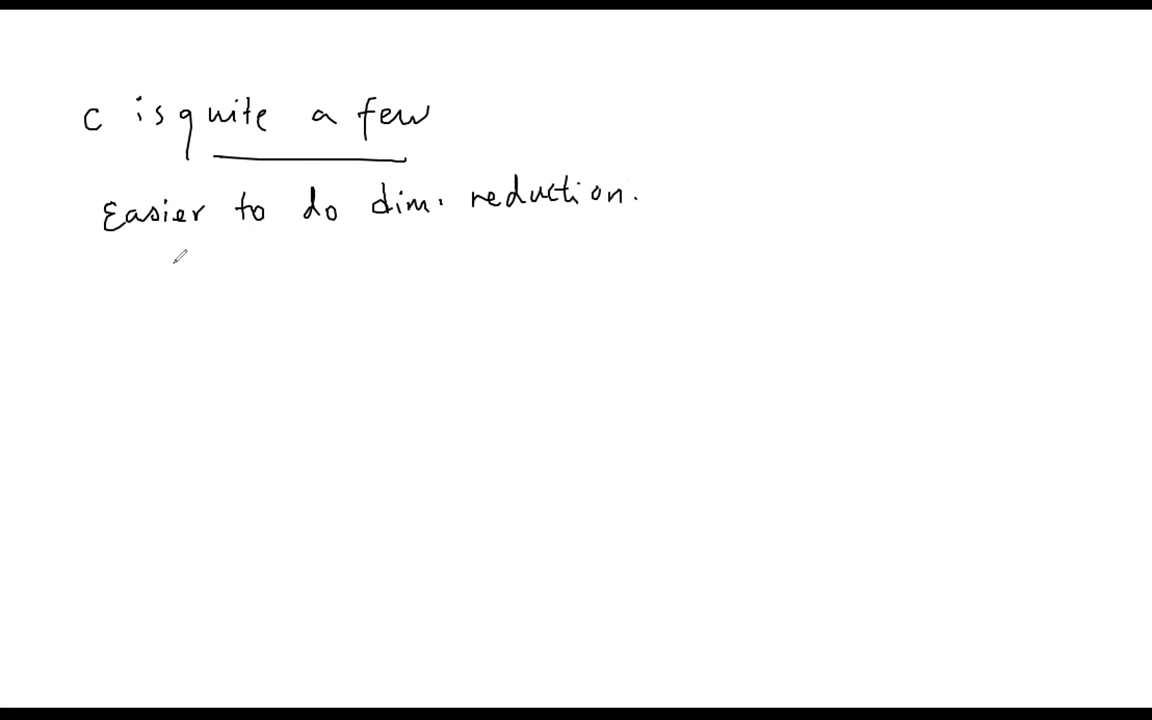 c is quite a few
Easier to do dim. reduction.